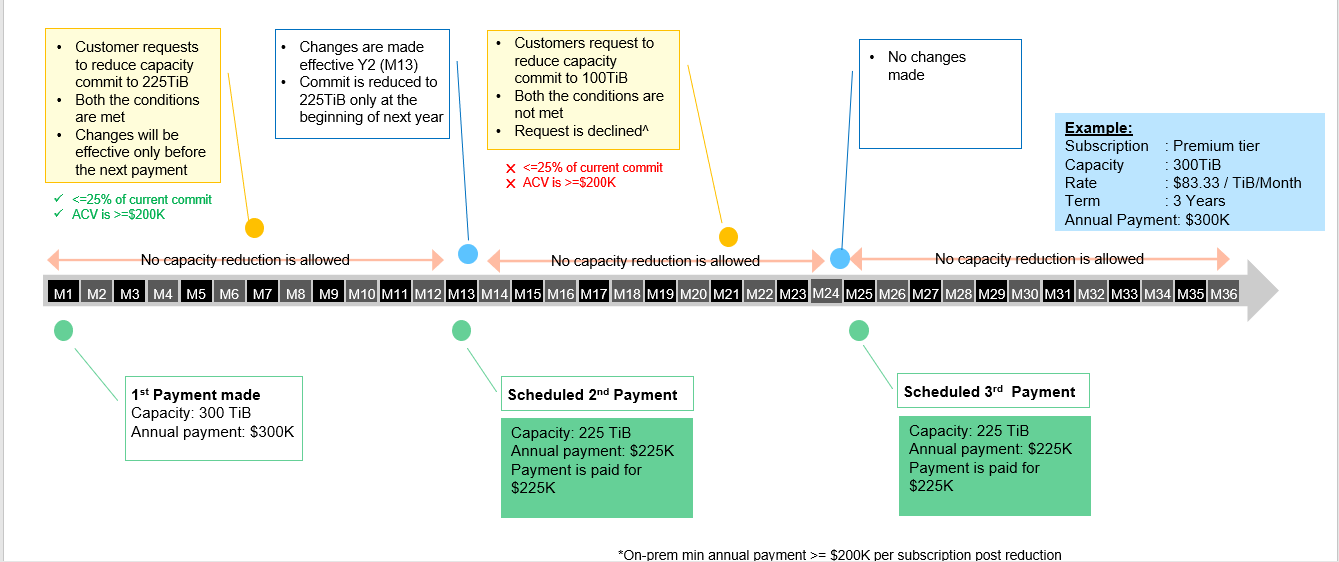 • Customer requests
to reduce capacity
commit to 225TiB
• Both the conditions
are met
• Changes will be
effective only before
the next payment
✓ <=25% of current commit
✓ ACV is >=$200K
• Changes are made
effective Y2 (M13)
• Commit is reduced to
225TiB only at the
beginning of next year
• Customers request to
reduce capacity
commit to 100TiB
• Both the conditions are
not met
• Request is declined^
✕ <=25% of current commit
✕ ACV is >=$200K
• No changes
made
Example:
Subscription : Premium tier
Capacity : 300TiB
Rate : $83.33 / TiB/Month
Term : 3 Years
Annual Payment: $300K
No capacity reduction is allowed
No capacity reduction is allowed
No capacity reduction is allowed
M1 M2 M3 M4 M5 M6 M7 M8 M9 M10 M11 M12 M13 M14 M15 M16 M17 M18 M19 M20 M21 M22 M23 M24 M25 M26 M27 M28 M29 M30 M31 M32 M33 M34 M35 M36
1st Payment made
Capacity: 300 TiB
Annual payment: $300K
Scheduled 2nd Payment
Capacity: 225 TiB
Annual payment: $225K
Payment is paid for
$225K
Scheduled 3rd Payment
Capacity: 225 TiB
Annual payment: $225K
Payment is paid for
$225K
*On-prem min annual payment >= $200K per subscription post reduction